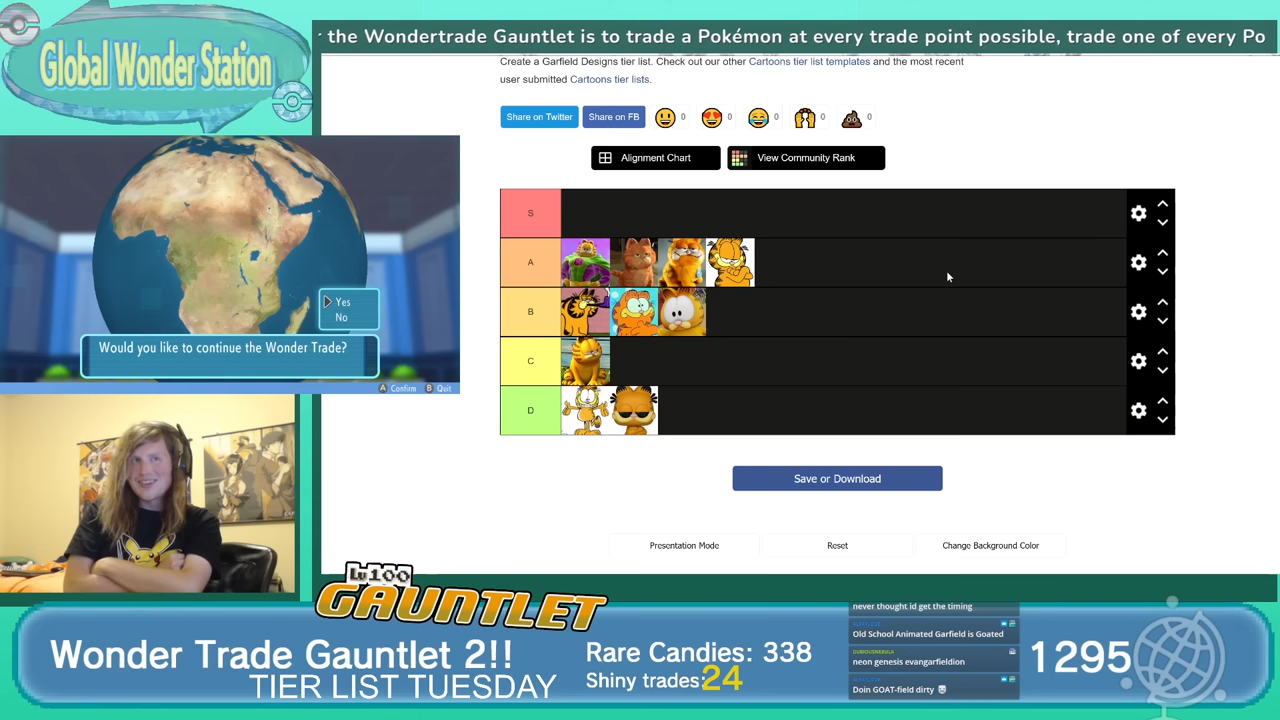 Global Wonder Station
r the Wondertrade Gauntlet is to trade a Pokémon at every trade point possible, trade one of every Po
Create a Garfield Designs tier list. Check out our other Cartoons tier list templates and the most recent
user submitted Cartoons tier lists.
Share on Twitter
Share on FB
0
0
0
0
0
Alignment Chart
View Community Rank
S
A
B
C
D
Yes
No
Would you like to continue the Wonder Trade?
A Confirm B Quit
Save or Download
Presentation Mode
Reset
Change Background Color
Lv100
GAUNTLET
Wonder Trade Gauntlet 2!!
TIER LIST TUESDAY
Rare Candies: 338
Shiny trades:24
never thought id get the timing
Old School Animated Garfield is Goated
DUBIOUSNEBULA
neon genesis evangarfieldion
Doin GOAT-field dirty
1295